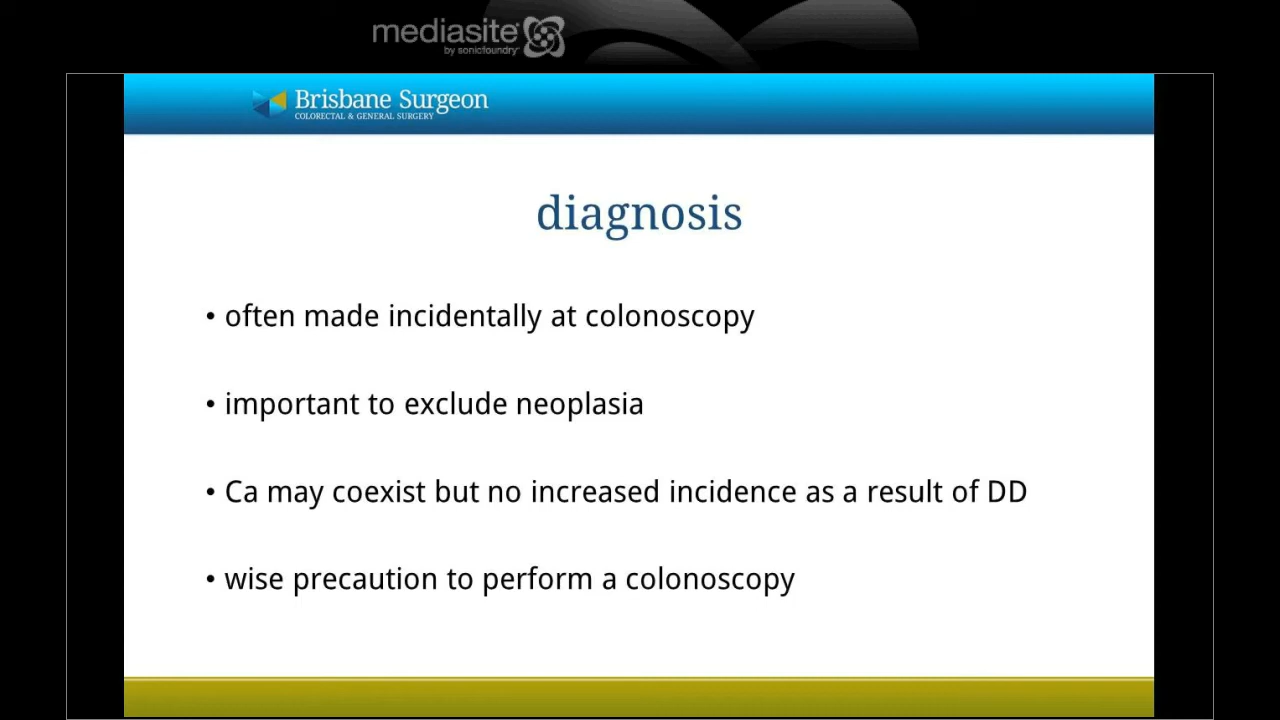 mediasite
by sonicfoundry
Brisbane Surgeon
COLORECTAL & GENERAL SURGERY
diagnosis
• often made incidentally at colonoscopy
• important to exclude neoplasia
• Ca may coexist but no increased incidence as a result of DD
• wise precaution to perform a colonoscopy